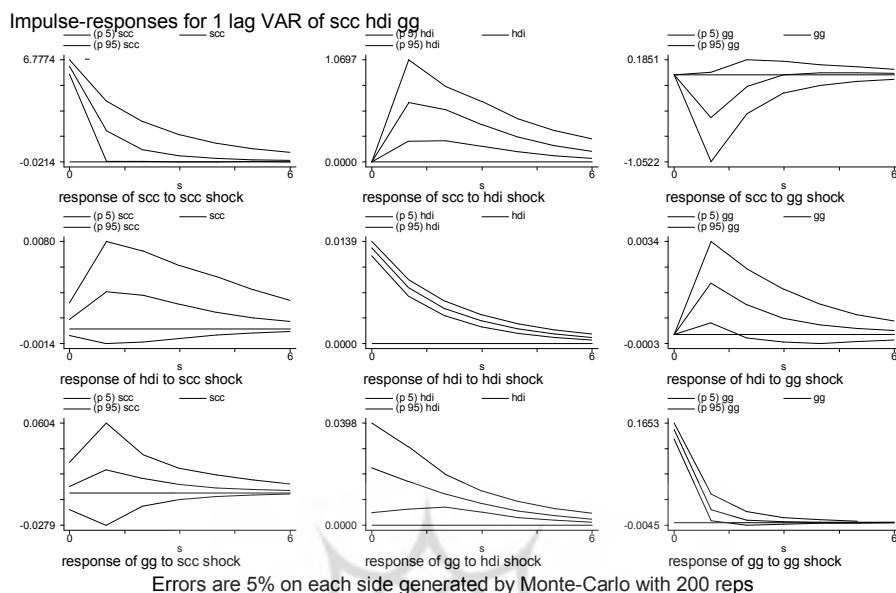 Impulse-responses for 1 lag VAR of scc hdi gg
(p 5) scc scc
(p 95) scc
6.7774
-0.0214
0 6
s
response of scc to scc shock
(p 5) hdi hdi
(p 95) hdi
1.0697
0.0000
0 6
s
response of scc to hdi shock
(p 5) gg gg
(p 95) gg
0.1851
-1.0522
0 6
s
response of scc to gg shock
(p 5) scc scc
(p 95) scc
0.0080
-0.0014
0 6
s
response of hdi to scc shock
(p 5) hdi hdi
(p 95) hdi
0.0139
0.0000
0 6
s
response of hdi to hdi shock
(p 5) gg gg
(p 95) gg
0.0034
-0.0003
0 6
s
response of hdi to gg shock
(p 5) scc scc
(p 95) scc
0.0604
-0.0279
0 6
s
response of gg to scc shock
(p 5) hdi hdi
(p 95) hdi
0.0398
0.0000
0 6
s
response of gg to hdi shock
(p 5) gg gg
(p 95) gg
0.1653
-0.0045
0 6
s
response of gg to gg shock
Errors are 5% on each side generated by Monte-Carlo with 200 reps